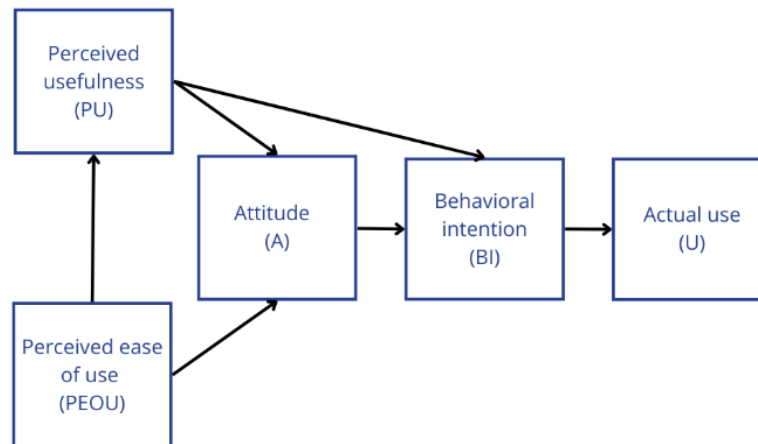 Perceived
usefulness
(PU)
Attitude
(A)
Behavioral
intention
(BI)
Actual use
(U)
Perceived ease
of use
(PEOU)